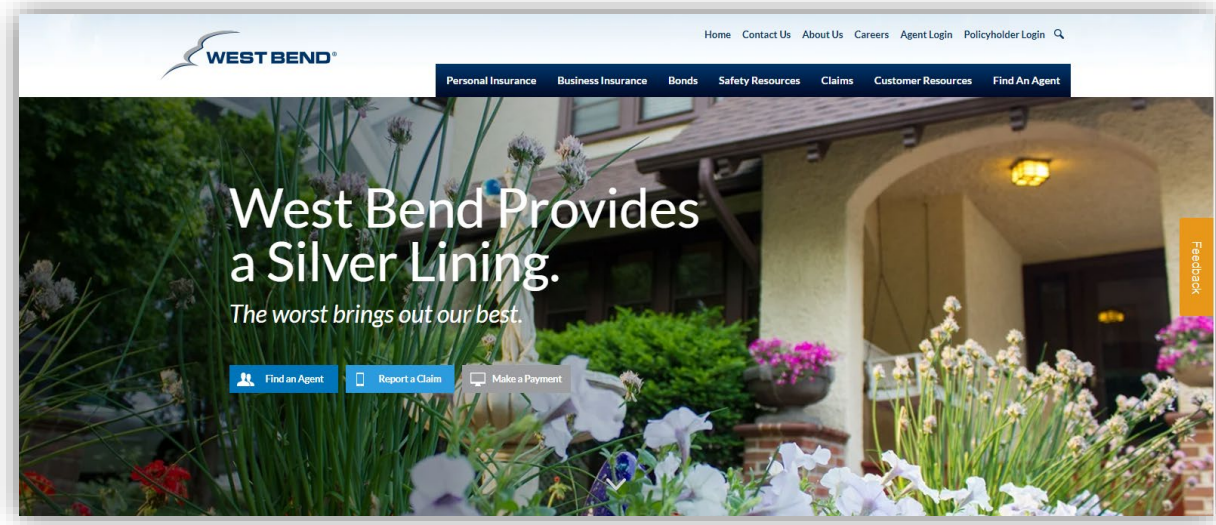 WEST BEND®
Home Contact Us About Us Careers Agent Login Policyholder Login
Personal Insurance Business Insurance Bonds Safety Resources Claims Customer Resources Find An Agent
West Bend Provides
a Silver Lining.
The worst brings out our best.
Find an Agent Report a Claim Make a Payment
Feedback